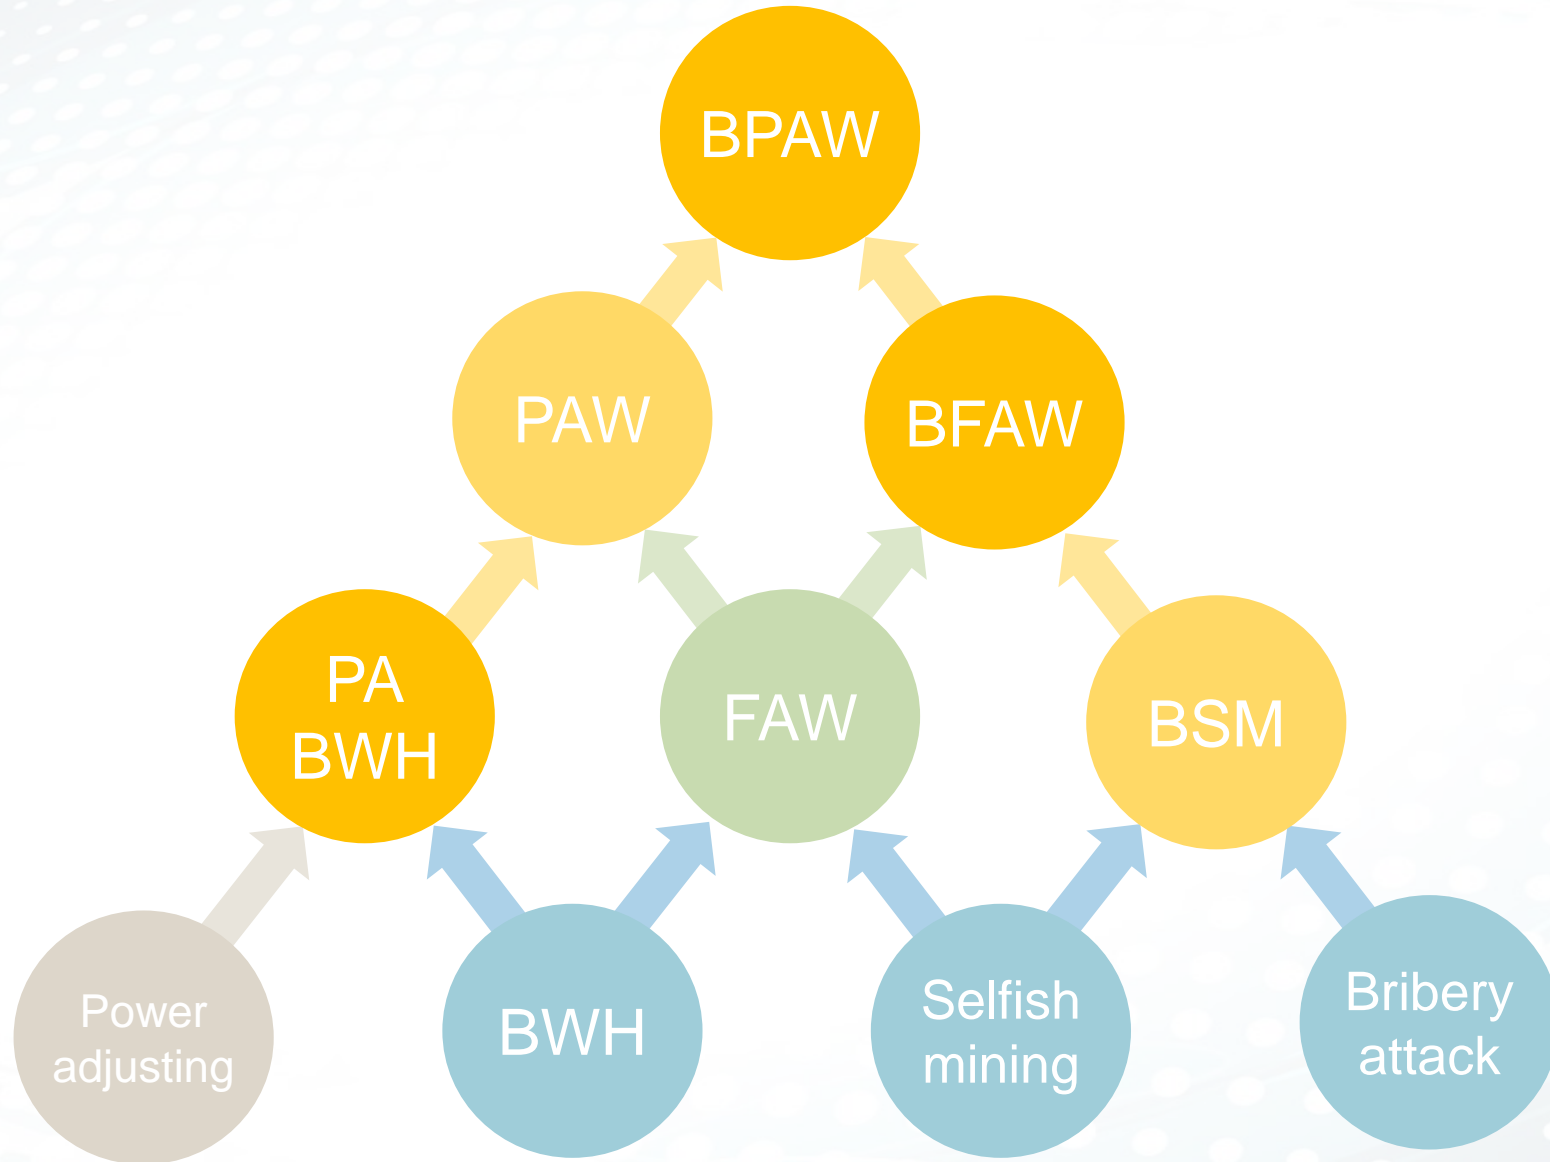 BPAW
PAW
BFAW
PA
BWH
FAW
BSM
Power
adjusting
BWH
Selfish
mining
Bribery
attack